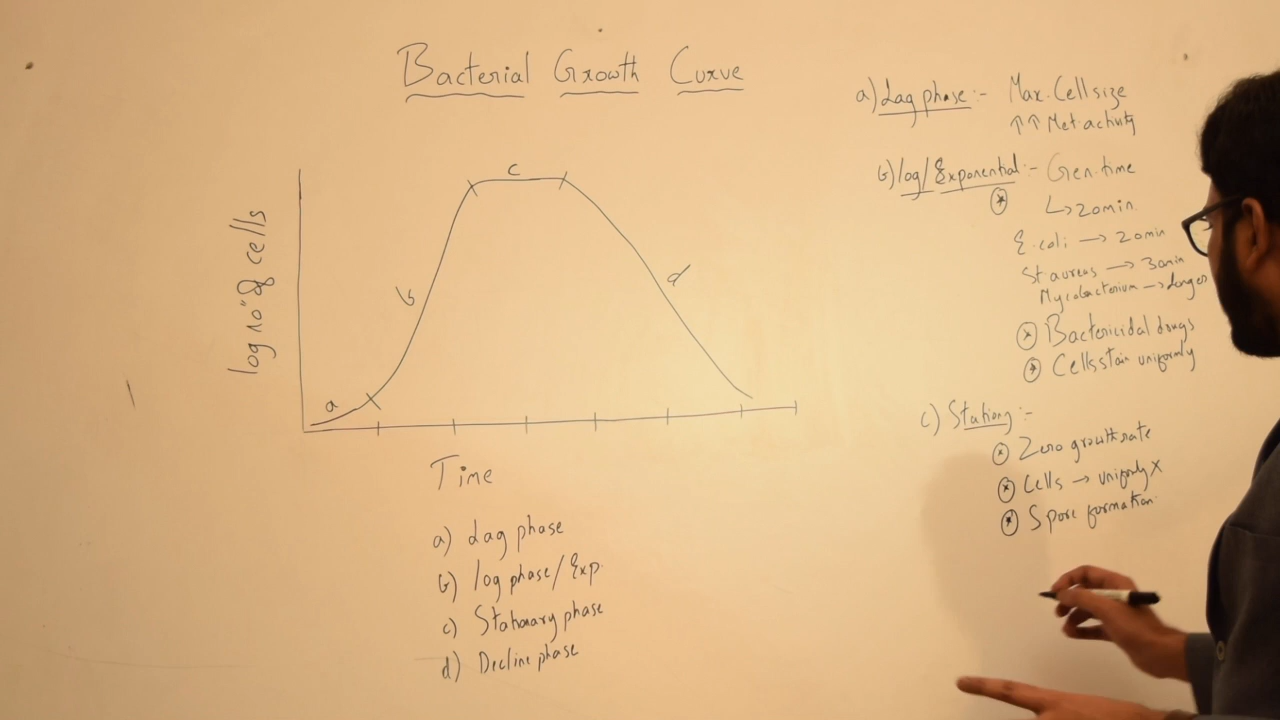 Bacterial Growth Curve
log no° of cells
a
b
c
d
Time
a) Lag phase
b) log phase/Exp.
c) Stationary phase
d) Decline phase
a) Lag phase:- Max. Cell size
↑↑ Met. activity
b) log/Exponential:- Gen. time
↳ 20 min.
E. coli → 20 min
St aureus → 30 min
Mycobacterium → longer
Bactericidal drugs
Cells stain uniformly
c) Stationary:-
Zero growth rate
Cells → uniformly X
Spore formation.